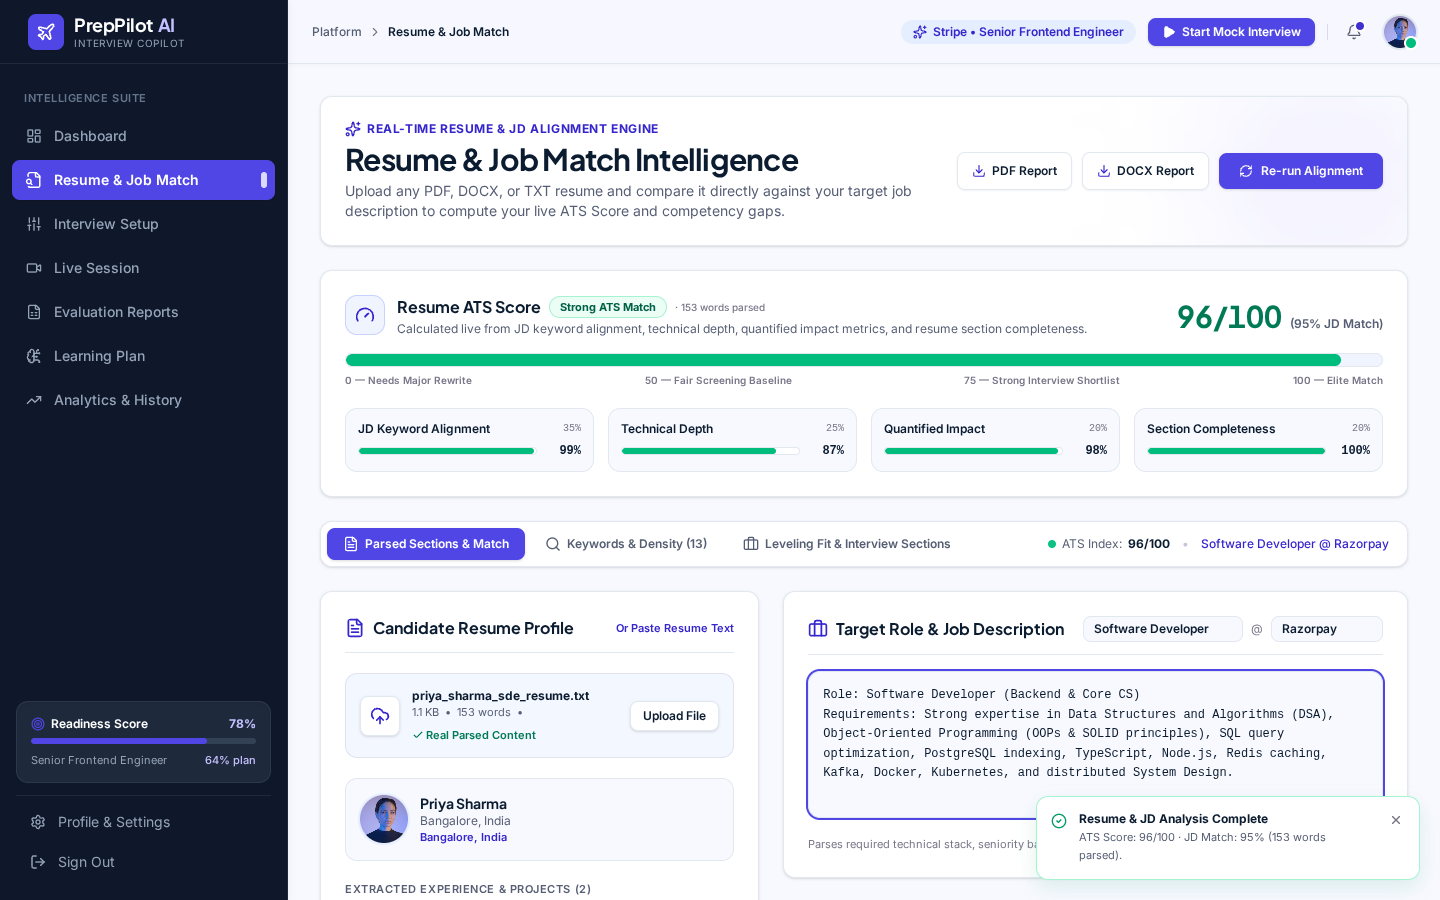 PrepPilot AI
INTERVIEW COPILOT
INTELLIGENCE SUITE
Dashboard
Resume & Job Match
Interview Setup
Live Session
Evaluation Reports
Learning Plan
Analytics & History
Readiness Score 78%
Senior Frontend Engineer 64% plan
Profile & Settings
Sign Out
Platform > Resume & Job Match
Stripe • Senior Frontend Engineer
Start Mock Interview
REAL-TIME RESUME & JD ALIGNMENT ENGINE
Resume & Job Match Intelligence
Upload any PDF, DOCX, or TXT resume and compare it directly against your target job
description to compute your live ATS Score and competency gaps.
PDF Report
DOCX Report
Re-run Alignment
Resume ATS Score Strong ATS Match · 153 words parsed
Calculated live from JD keyword alignment, technical depth, quantified impact metrics, and resume section completeness.
96/100 (95% JD Match)
0 — Needs Major Rewrite 50 — Fair Screening Baseline 75 — Strong Interview Shortlist 100 — Elite Match
JD Keyword Alignment 35%
99%
Technical Depth 25%
87%
Quantified Impact 20%
98%
Section Completeness 20%
100%
Parsed Sections & Match
Keywords & Density (13)
Leveling Fit & Interview Sections
ATS Index: 96/100 • Software Developer @ Razorpay
Candidate Resume Profile
Or Paste Resume Text
priya_sharma_sde_resume.txt
1.1 KB • 153 words •
Real Parsed Content
Upload File
Priya Sharma
Bangalore, India
Bangalore, India
EXTRACTED EXPERIENCE & PROJECTS (2)
Target Role & Job Description
Software Developer @ Razorpay
Role: Software Developer (Backend & Core CS)
Requirements: Strong expertise in Data Structures and Algorithms (DSA),
Object-Oriented Programming (OOPs & SOLID principles), SQL query
optimization, PostgreSQL indexing, TypeScript, Node.js, Redis caching,
Kafka, Docker, Kubernetes, and distributed System Design.
Parses required technical stack, seniority
Resume & JD Analysis Complete
ATS Score: 96/100 · JD Match: 95% (153 words
parsed).